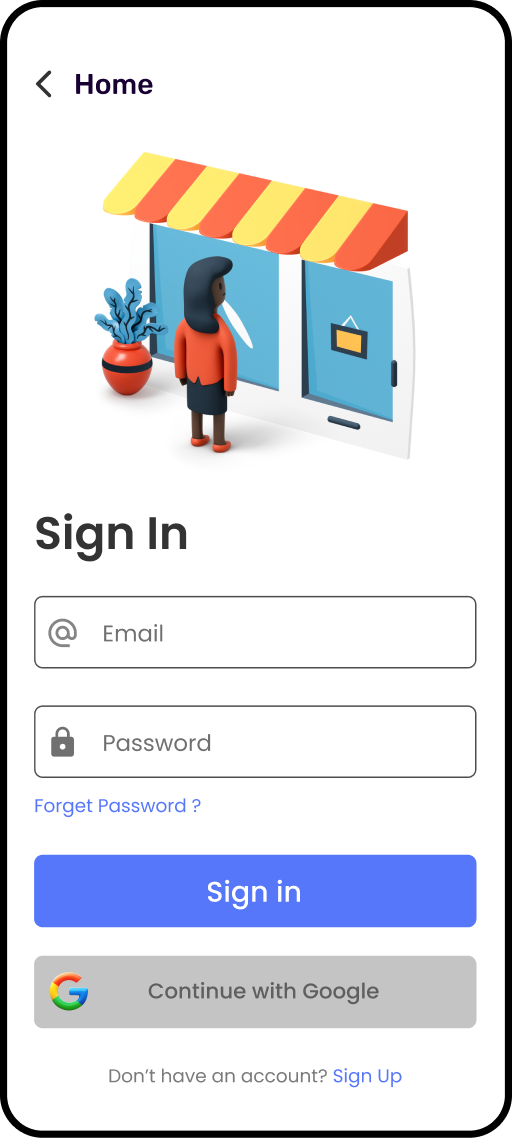 Home
Sign In
Email
Password
Forget Password ?
Sign in
Continue with Google
Don’t have an account? Sign Up